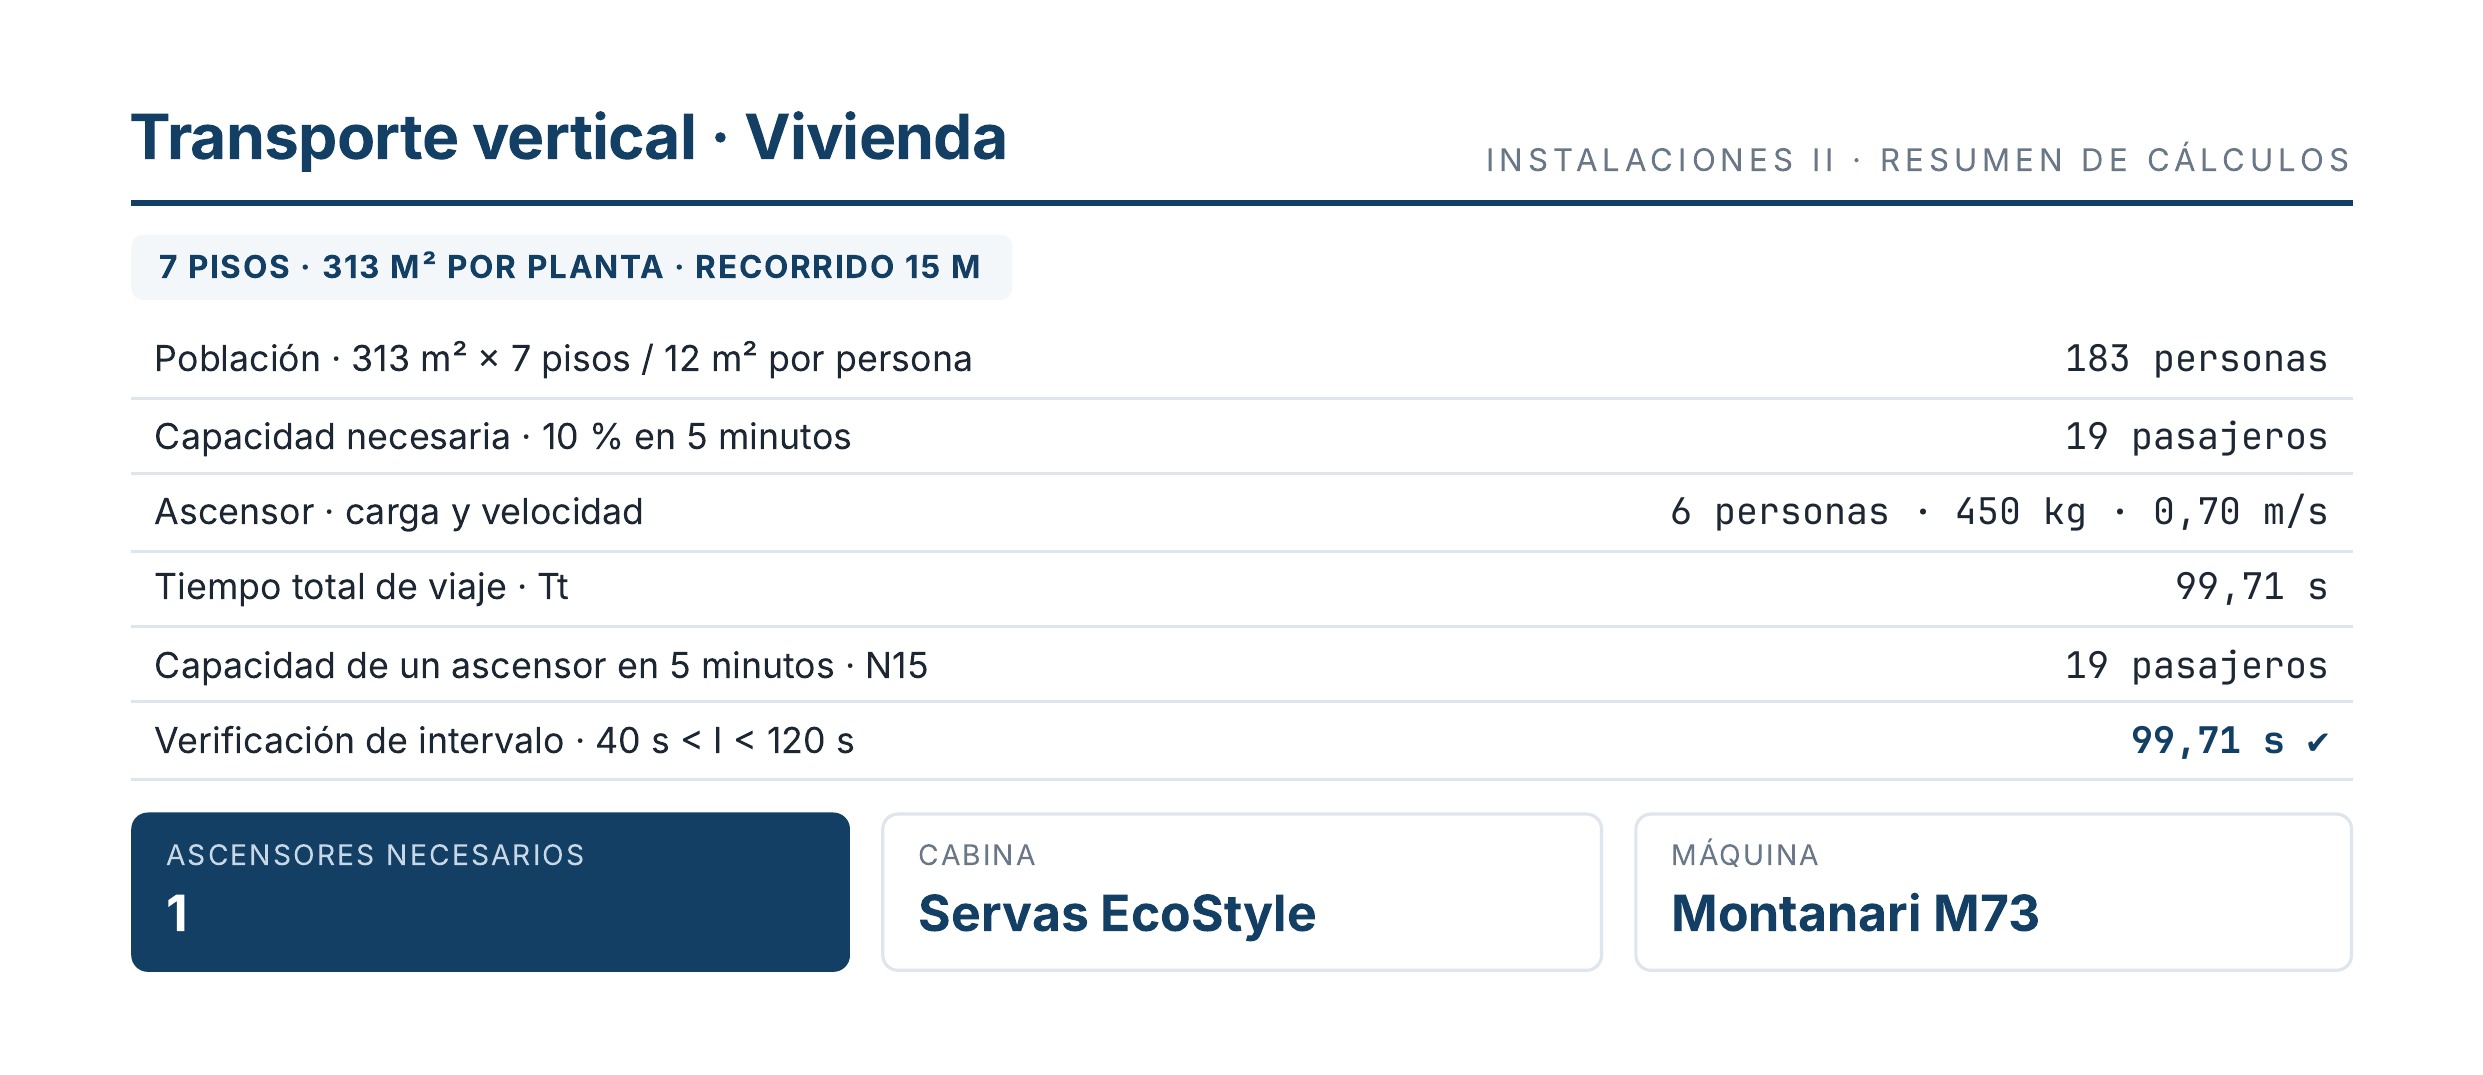 Transporte vertical · Vivienda
INSTALACIONES II · RESUMEN DE CÁLCULOS
7 PISOS · 313 M² POR PLANTA · RECORRIDO 15 M
Población · 313 m² × 7 pisos / 12 m² por persona 183 personas
Capacidad necesaria · 10 % en 5 minutos 19 pasajeros
Ascensor · carga y velocidad 6 personas · 450 kg · 0,70 m/s
Tiempo total de viaje · Tt 99,71 s
Capacidad de un ascensor en 5 minutos · N15 19 pasajeros
Verificación de intervalo · 40 s < I < 120 s 99,71 s ✔
ASCENSORES NECESARIOS
1
CABINA
Servas EcoStyle
MÁQUINA
Montanari M73